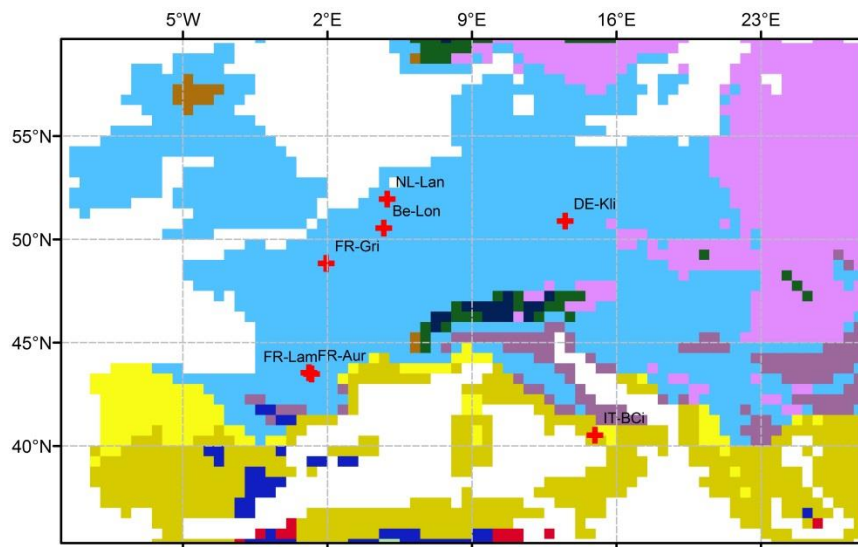 5°W 2°E 9°E 16°E 23°E
55°N
NL-Lan
Be-Lon DE-Kli
50°N
FR-Gri
45°N
FR-LamFR-Aur
IT-BCi
40°N